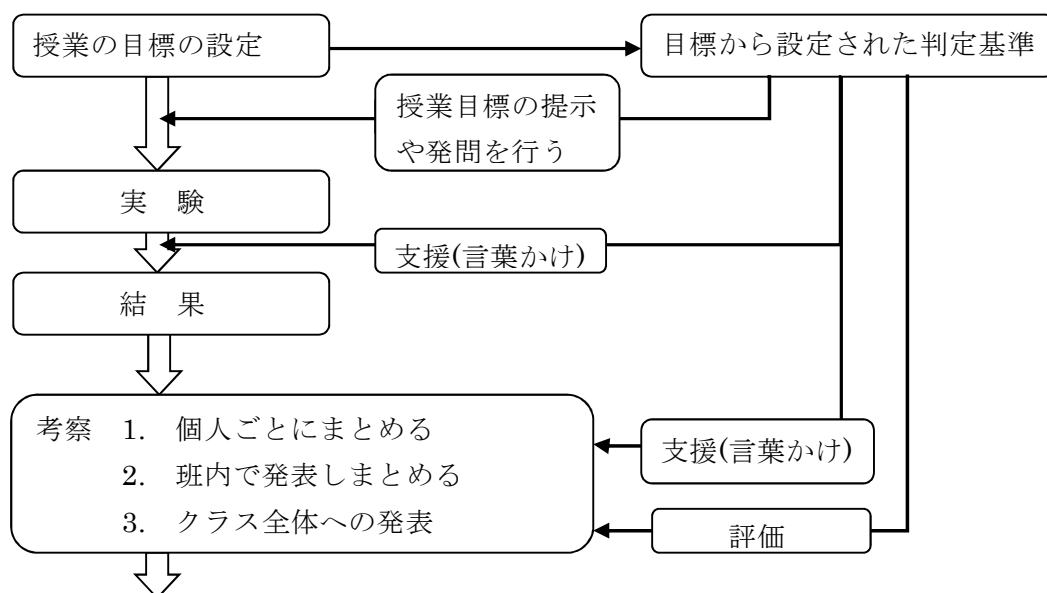 授業の目標の設定
目標から設定された判定基準
授業目標の提示
や発問を行う
実　験
支援(言葉かけ)
結　果
考察　1.　個人ごとにまとめる
2.　班内で発表しまとめる
3.　クラス全体への発表
支援(言葉かけ)
評価